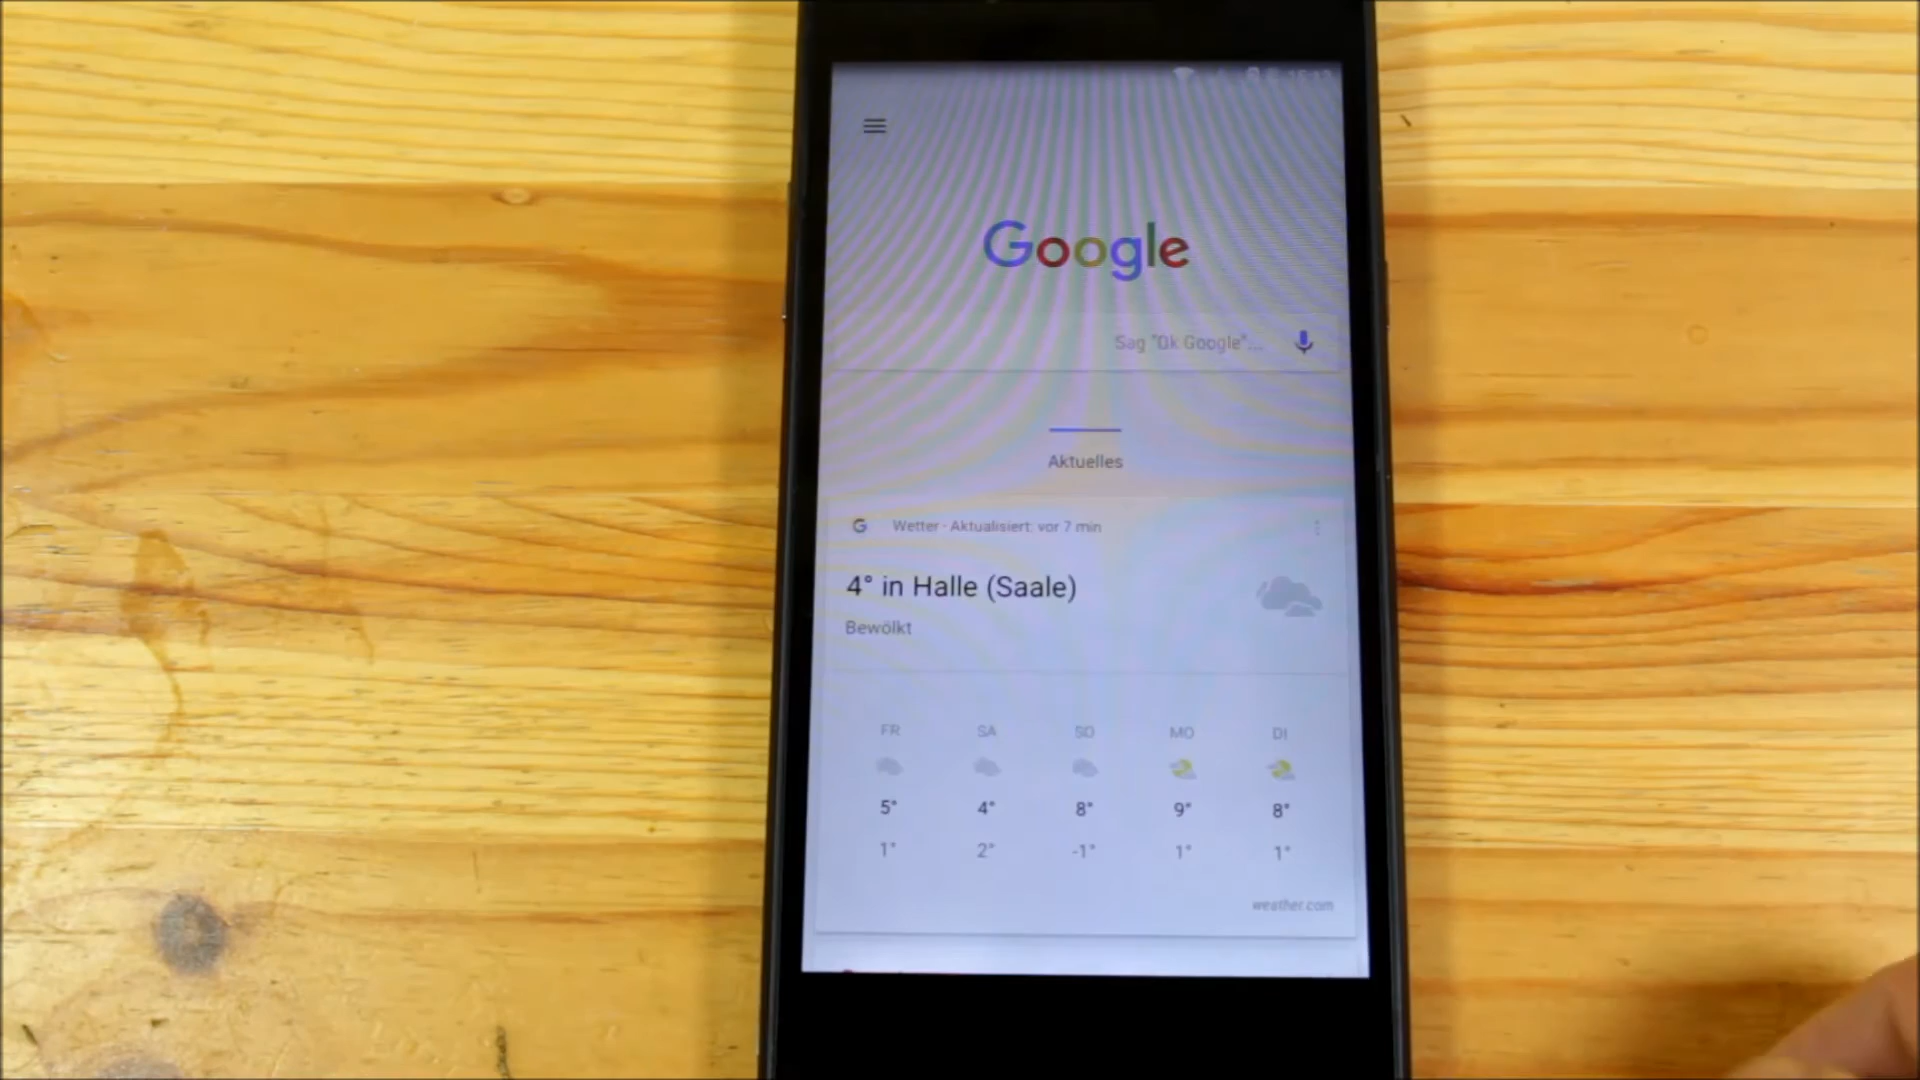 Google
Sag "Ok Google"...
Aktuelles
G Wetter · Aktualisiert: vor 7 min
4° in Halle (Saale)
Bewölkt
FR SA SO MO DI
5° 4° 8° 9° 8°
1° 2° -1° 1° 1°
weather.com